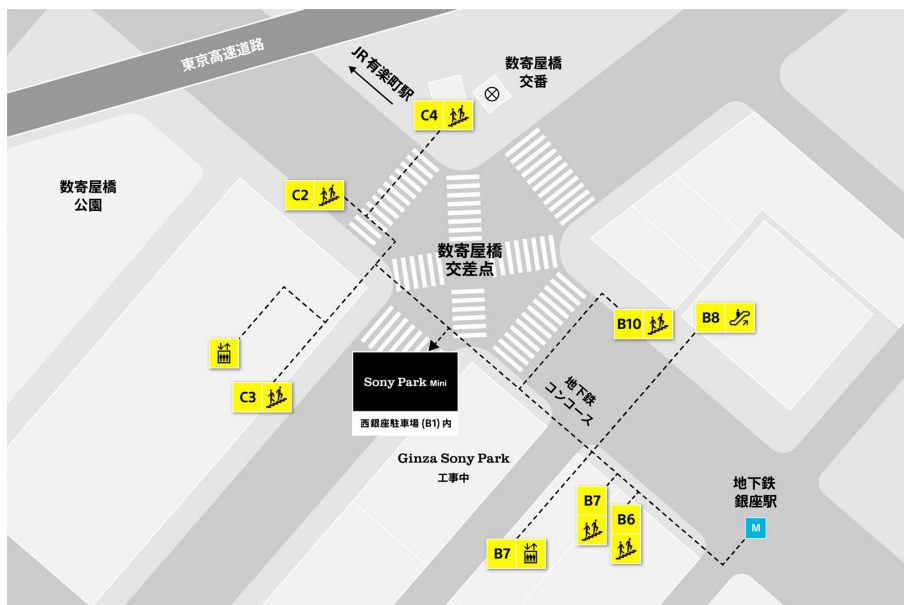 東京高速道路
JR 有楽町駅
数寄屋橋
交番
C4
数寄屋橋
公園
C2
数寄屋橋
交差点
B10
B8
C3
Sony Park Mini
西銀座駐車場 (B1) 内
地下鉄
コンコース
Ginza Sony Park
工事中
地下鉄
銀座駅
M
B7
B6
B7